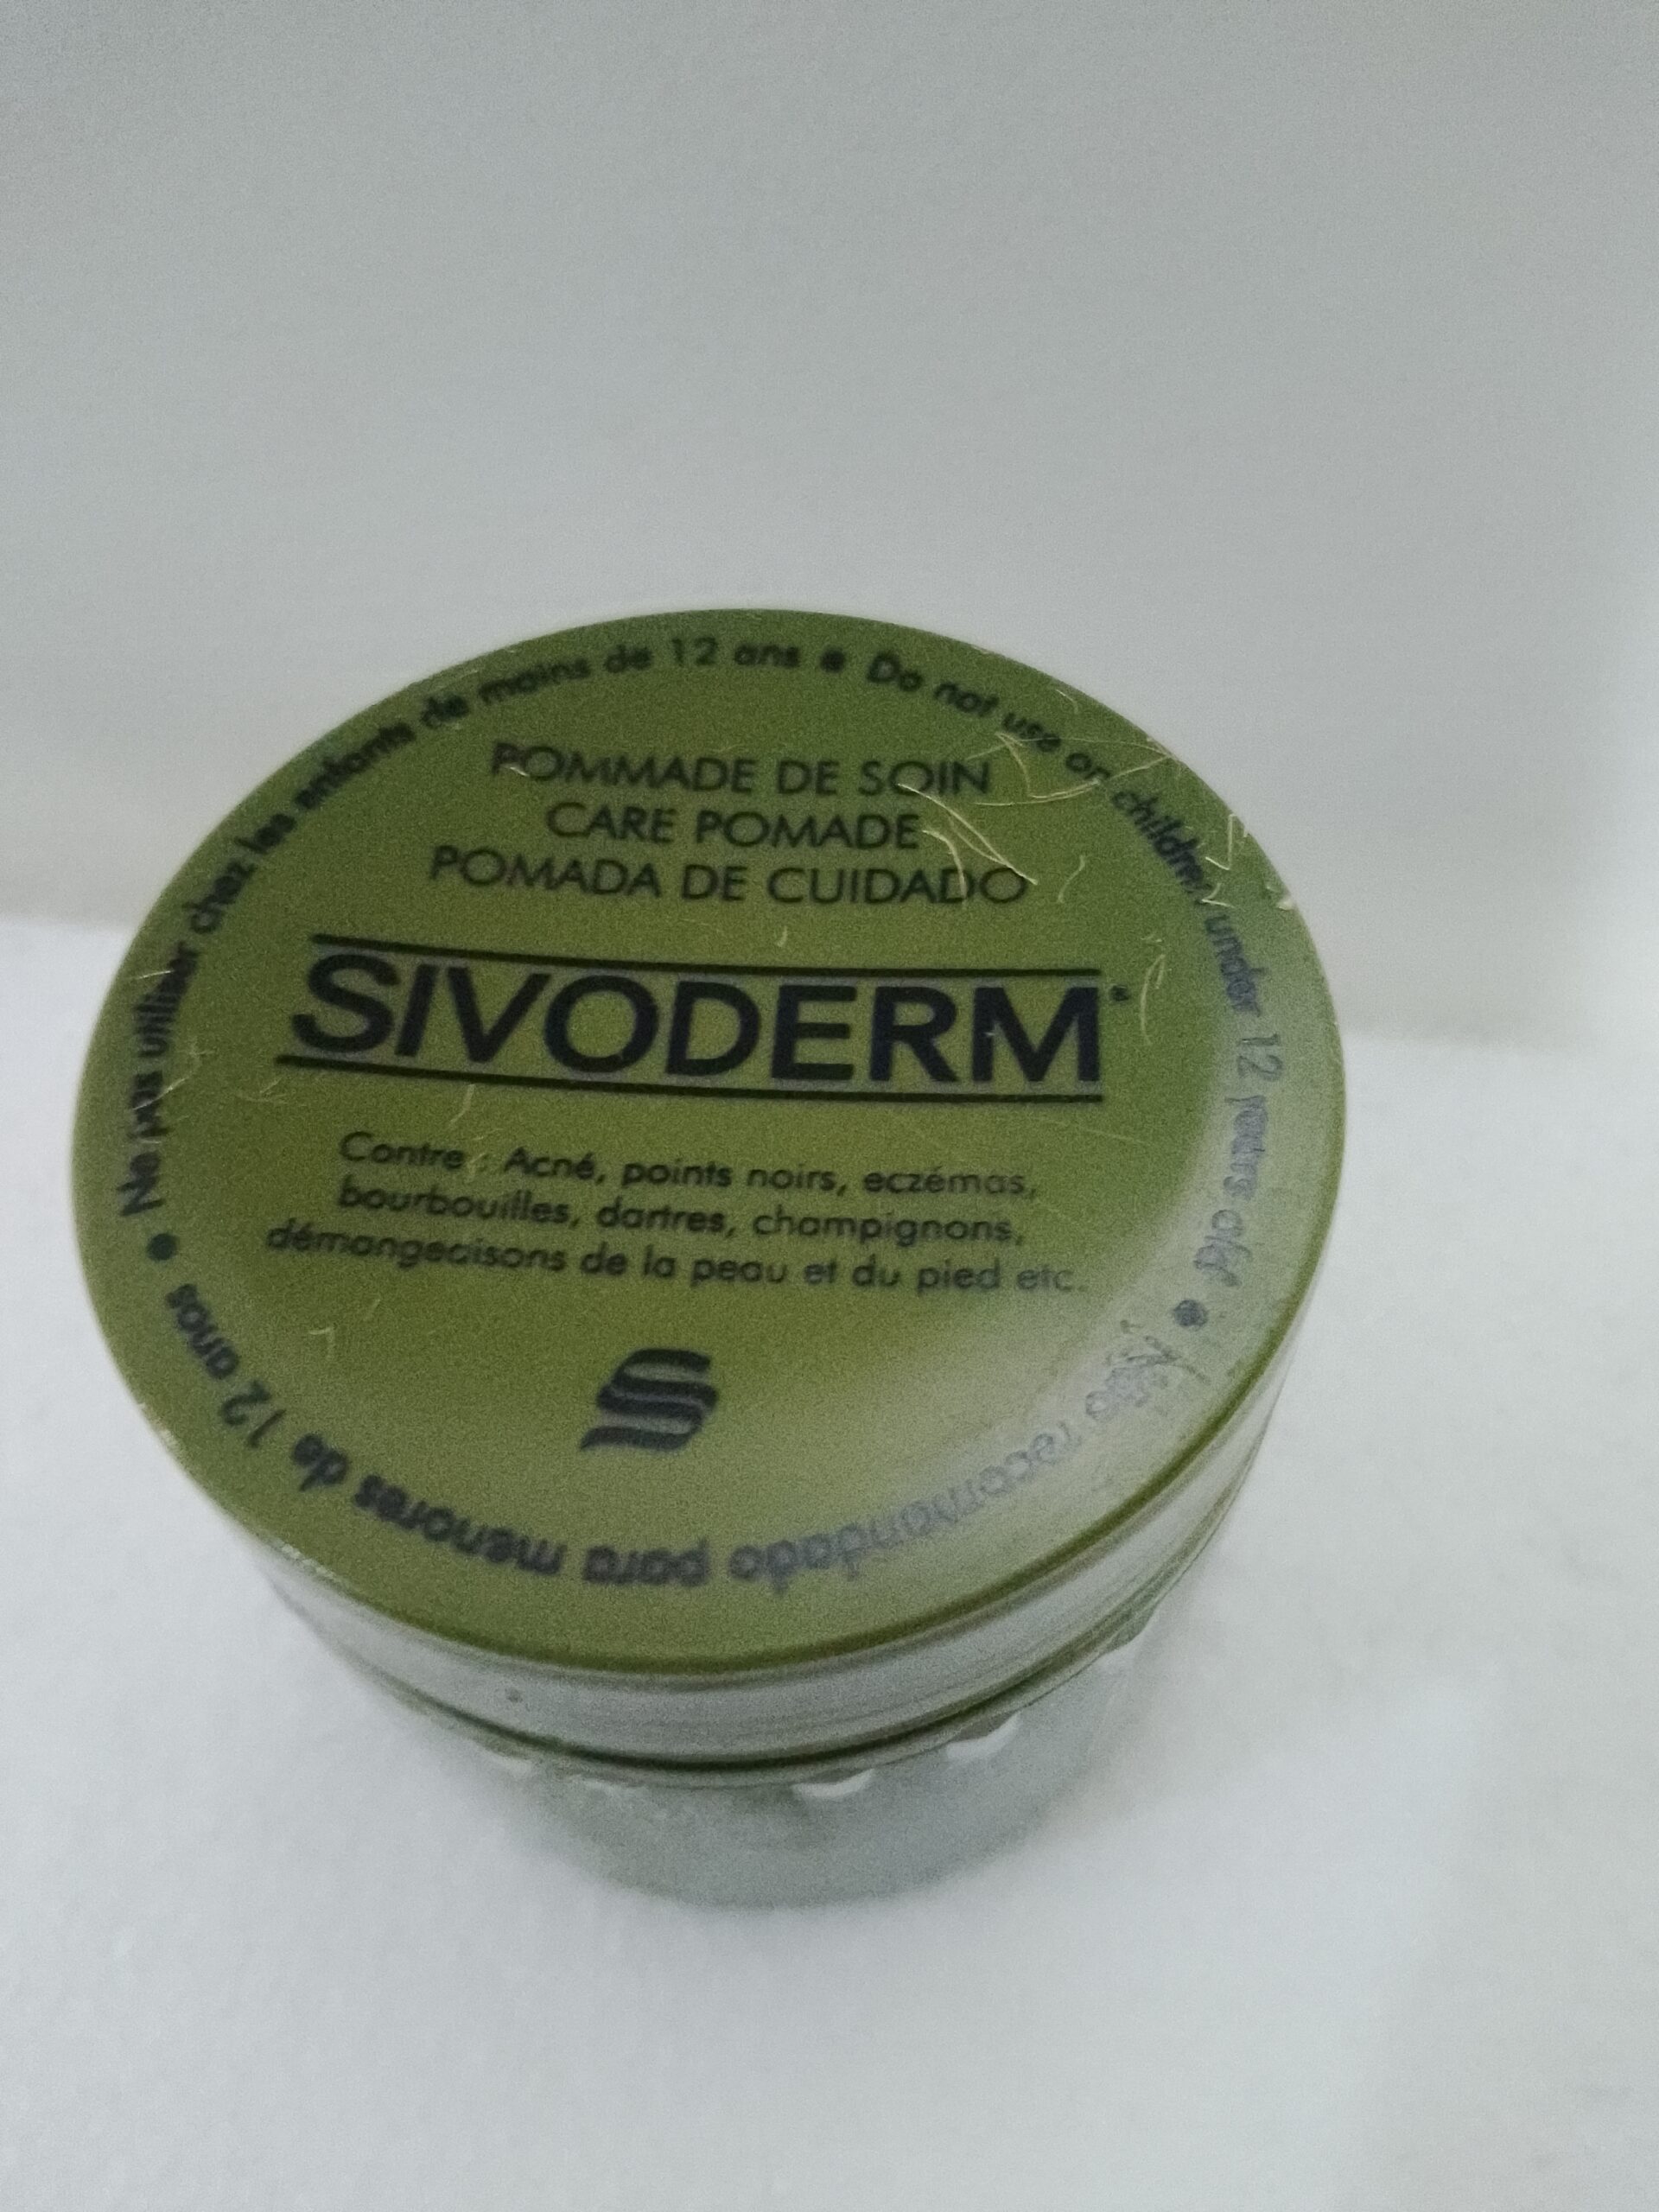 Ne pas utiliser chez les enfants de moins de 12 ans • Do not use on children under 12 years old • Não recomendado para menores de 12 anos •
POMMADE DE SOIN
CARE POMADE
POMADA DE CUIDADO
SIVODERM
Contre : Acné, points noirs, eczémas,
bourbouilles, dartres, champignons,
démangeaisons de la peau et du pied etc.